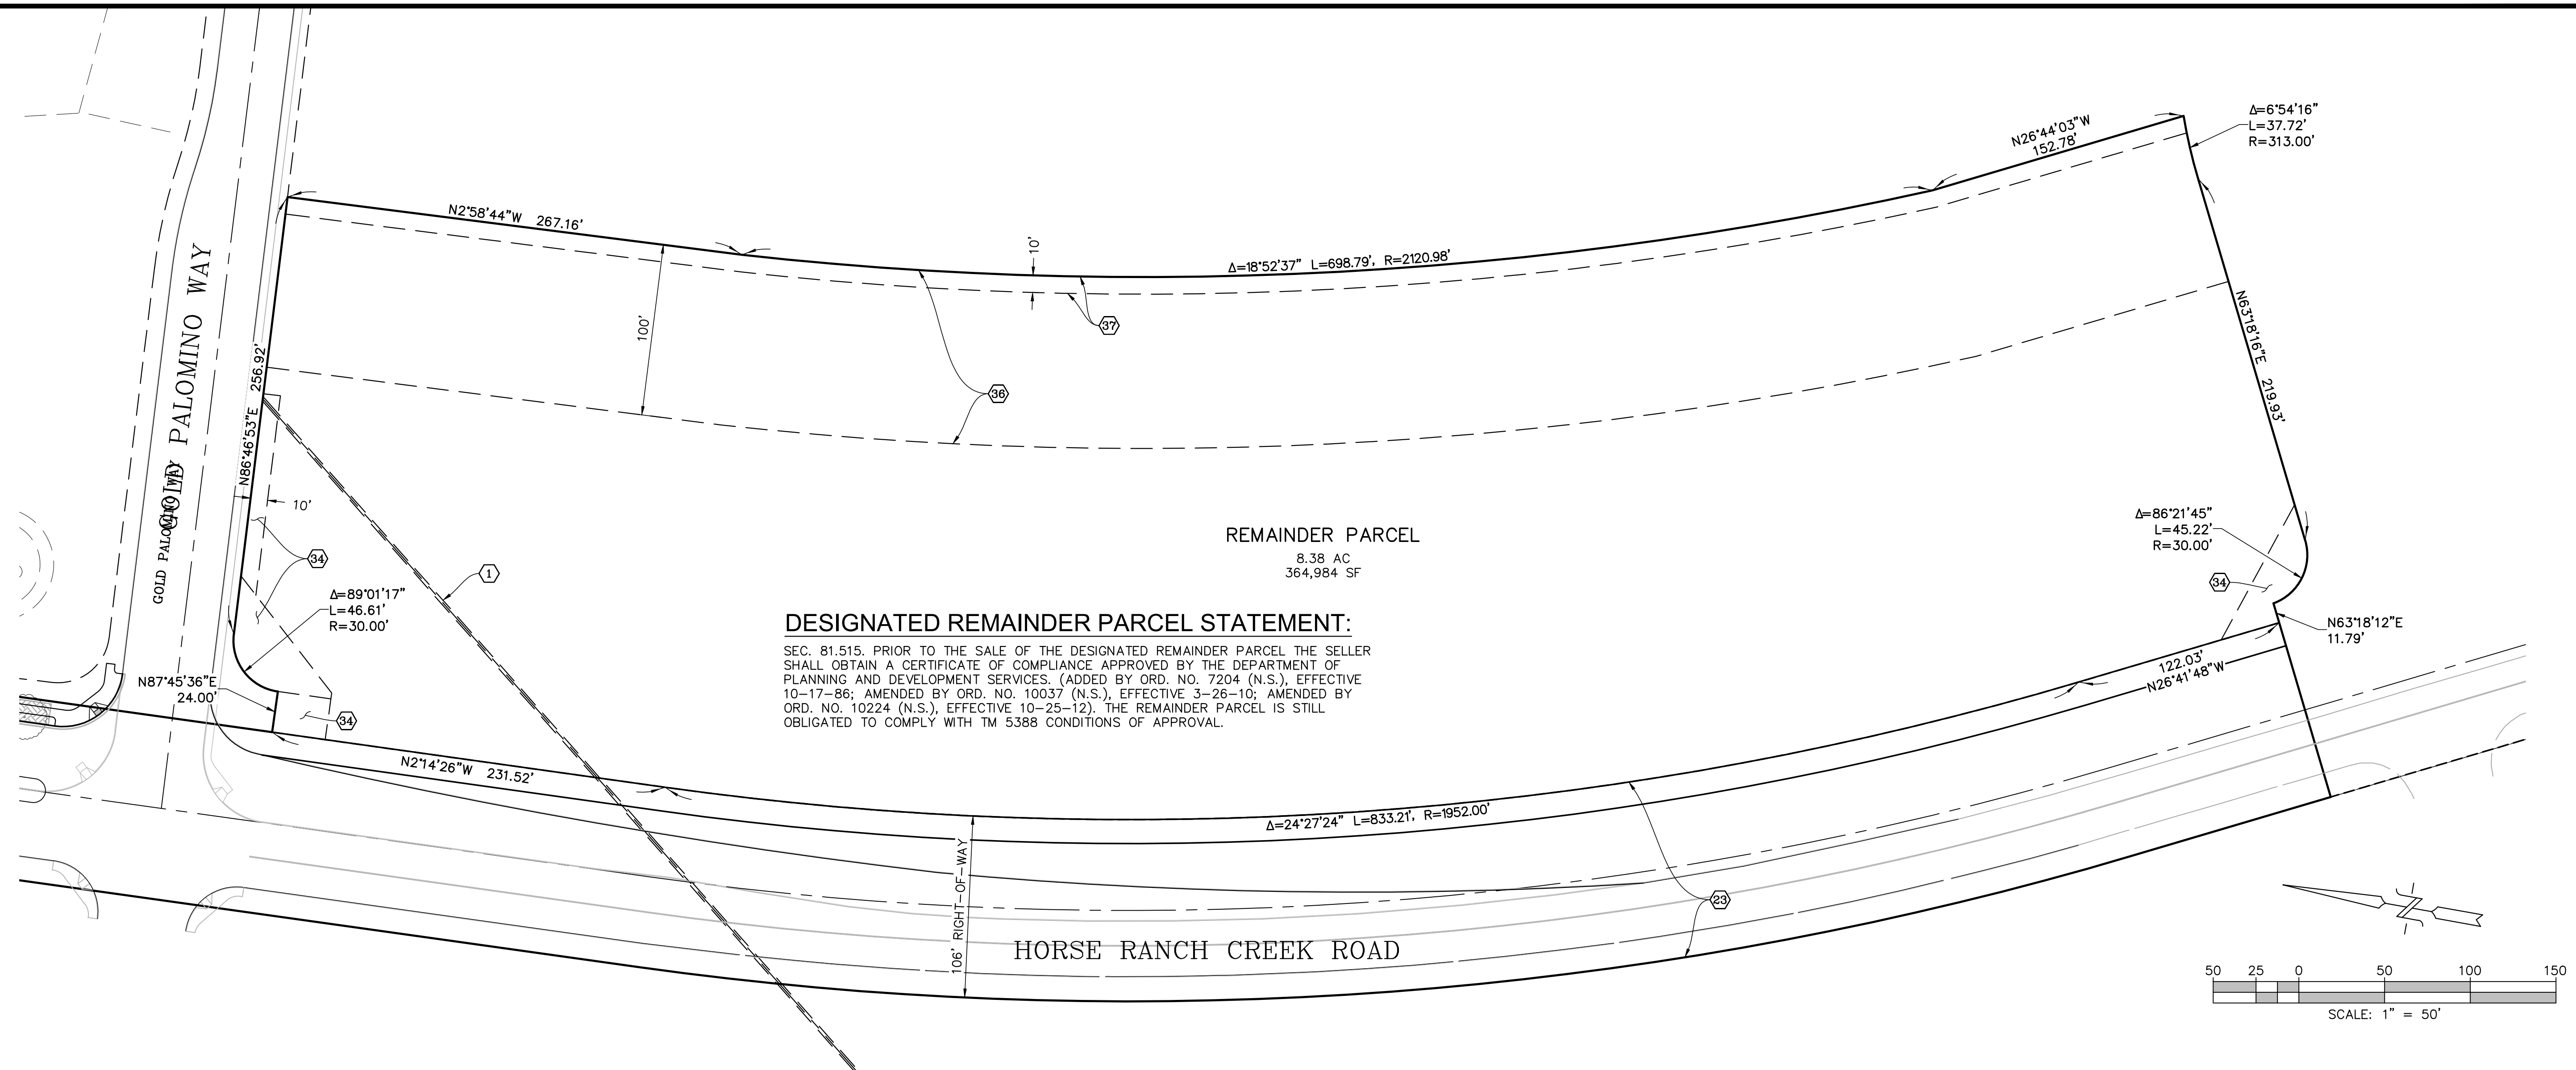 Δ=6°54'16"
L=37.72'
R=313.00'
N26°44'03"W
152.78'
N2°58'44"W 267.16'
10'
Δ=18°52'37" L=698.79', R=2120.98'
37
100'
36
N63°18'16"E 219.93'
GOLD PALOMINO WAY
GOLD PALOMINO WAY
N86°46'53"E 256.92'
10'
34
1
REMAINDER PARCEL
8.38 AC
364,984 SF
Δ=86°21'45"
L=45.22'
R=30.00'
34
Δ=89°01'17"
L=46.61'
R=30.00'
DESIGNATED REMAINDER PARCEL STATEMENT:
SEC. 81.515. PRIOR TO THE SALE OF THE DESIGNATED REMAINDER PARCEL THE SELLER
SHALL OBTAIN A CERTIFICATE OF COMPLIANCE APPROVED BY THE DEPARTMENT OF
PLANNING AND DEVELOPMENT SERVICES. (ADDED BY ORD. NO. 7204 (N.S.), EFFECTIVE
10-17-86; AMENDED BY ORD. NO. 10037 (N.S.), EFFECTIVE 3-26-10; AMENDED BY
ORD. NO. 10224 (N.S.), EFFECTIVE 10-25-12). THE REMAINDER PARCEL IS STILL
OBLIGATED TO COMPLY WITH TM 5388 CONDITIONS OF APPROVAL.
N63°18'12"E
11.79'
122.03'
N26°41'48"W
N87°45'36"E
24.00'
34
N2°14'26"W 231.52'
Δ=24°27'24" L=833.21', R=1952.00'
106' RIGHT-OF-WAY
23
HORSE RANCH CREEK ROAD
50 25 0 50 100 150
SCALE: 1" = 50'